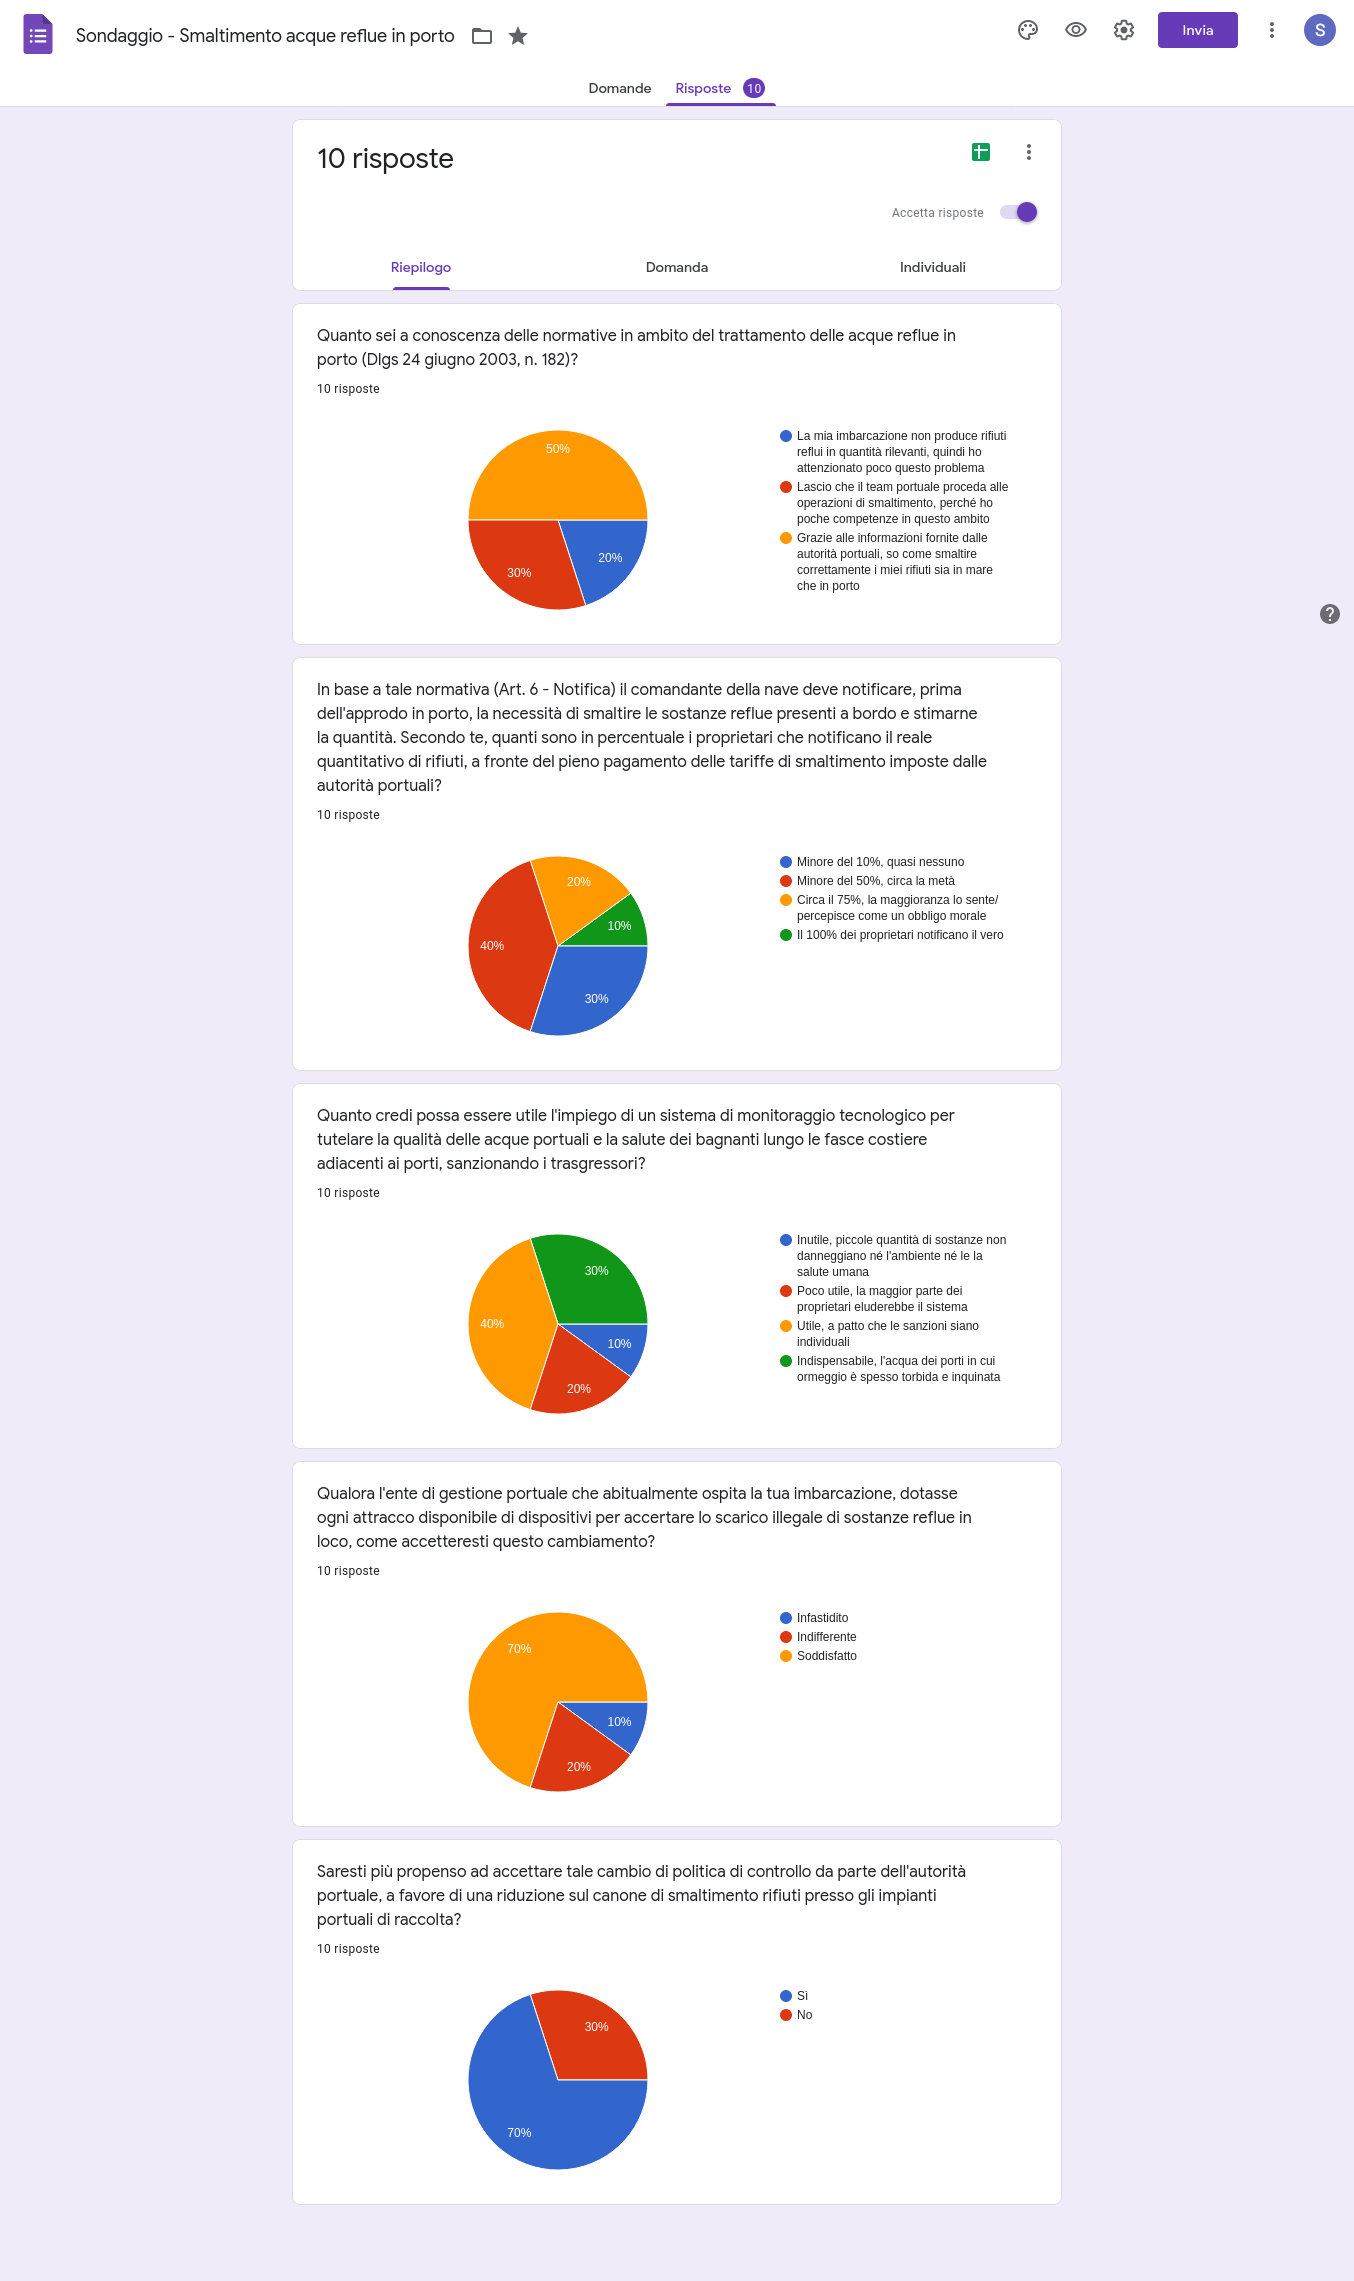 Sondaggio - Smaltimento acque reflue in porto
Invia
S
Domande
Risposte 10
10 risposte
Accetta risposte
Riepilogo
Domanda
Individuali
Quanto sei a conoscenza delle normative in ambito del trattamento delle acque reflue in
porto (Dlgs 24 giugno 2003, n. 182)?
10 risposte
50%
30%
20%
La mia imbarcazione non produce rifiuti
reflui in quantità rilevanti, quindi ho
attenzionato poco questo problema
Lascio che il team portuale proceda alle
operazioni di smaltimento, perché ho
poche competenze in questo ambito
Grazie alle informazioni fornite dalle
autorità portuali, so come smaltire
correttamente i miei rifiuti sia in mare
che in porto
In base a tale normativa (Art. 6 - Notifica) il comandante della nave deve notificare, prima
dell'approdo in porto, la necessità di smaltire le sostanze reflue presenti a bordo e stimarne
la quantità. Secondo te, quanti sono in percentuale i proprietari che notificano il reale
quantitativo di rifiuti, a fronte del pieno pagamento delle tariffe di smaltimento imposte dalle
autorità portuali?
10 risposte
20%
10%
40%
30%
Minore del 10%, quasi nessuno
Minore del 50%, circa la metà
Circa il 75%, la maggioranza lo sente/
percepisce come un obbligo morale
Il 100% dei proprietari notificano il vero
Quanto credi possa essere utile l'impiego di un sistema di monitoraggio tecnologico per
tutelare la qualità delle acque portuali e la salute dei bagnanti lungo le fasce costiere
adiacenti ai porti, sanzionando i trasgressori?
10 risposte
30%
40%
10%
20%
Inutile, piccole quantità di sostanze non
danneggiano né l'ambiente né le la
salute umana
Poco utile, la maggior parte dei
proprietari eluderebbe il sistema
Utile, a patto che le sanzioni siano
individuali
Indispensabile, l'acqua dei porti in cui
ormeggio è spesso torbida e inquinata
Qualora l'ente di gestione portuale che abitualmente ospita la tua imbarcazione, dotasse
ogni attracco disponibile di dispositivi per accertare lo scarico illegale di sostanze reflue in
loco, come accetteresti questo cambiamento?
10 risposte
70%
10%
20%
Infastidito
Indifferente
Soddisfatto
Saresti più propenso ad accettare tale cambio di politica di controllo da parte dell'autorità
portuale, a favore di una riduzione sul canone di smaltimento rifiuti presso gli impianti
portuali di raccolta?
10 risposte
30%
70%
Sì
No